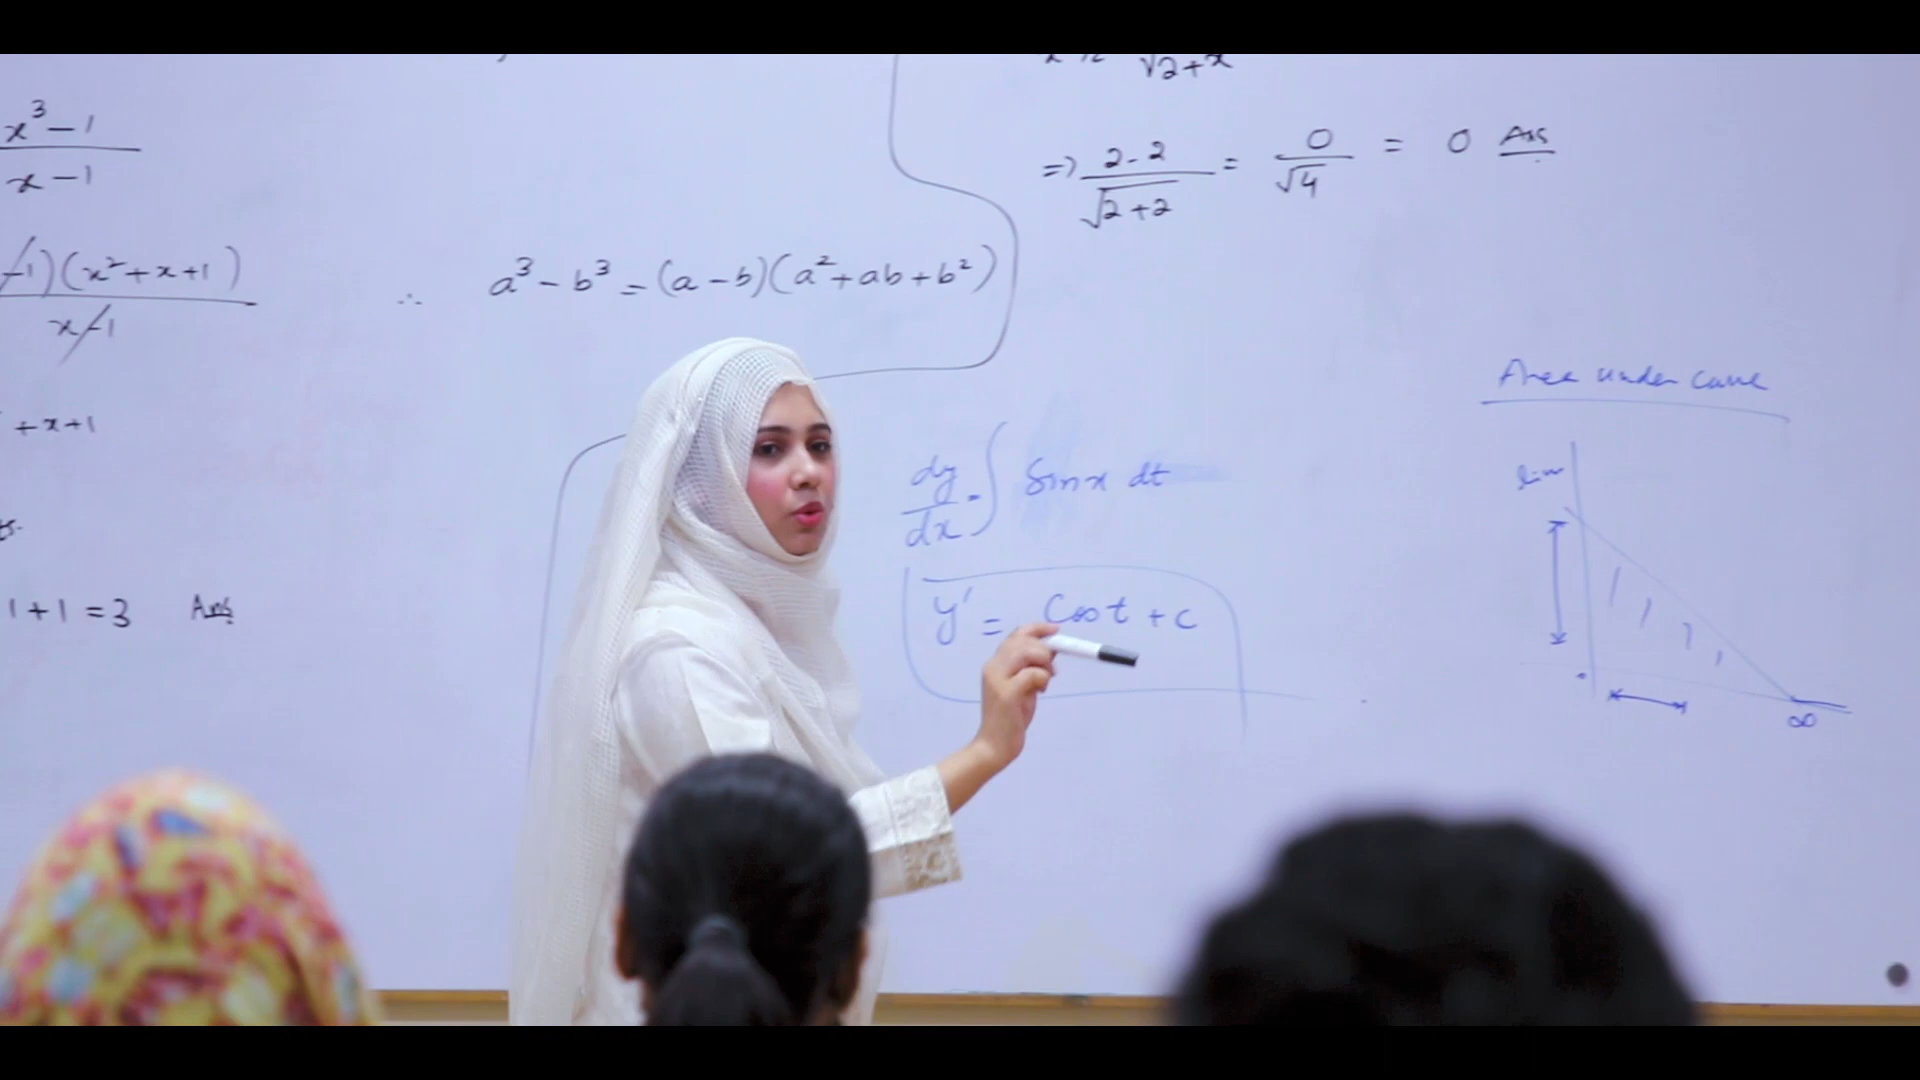 x³ - 1
x - 1
-1)(x² + x + 1)
x - 1
+ x + 1
1 + 1 = 3 Ans
∴ a³ - b³ = (a - b)(a² + ab + b²)
√2 + x
=> 2 - 2 / √2 + 2 = 0 / √4 = 0 Ans
dy/dx = ∫ Sin x dt
y' = Cos t + c
Area under curve
∞